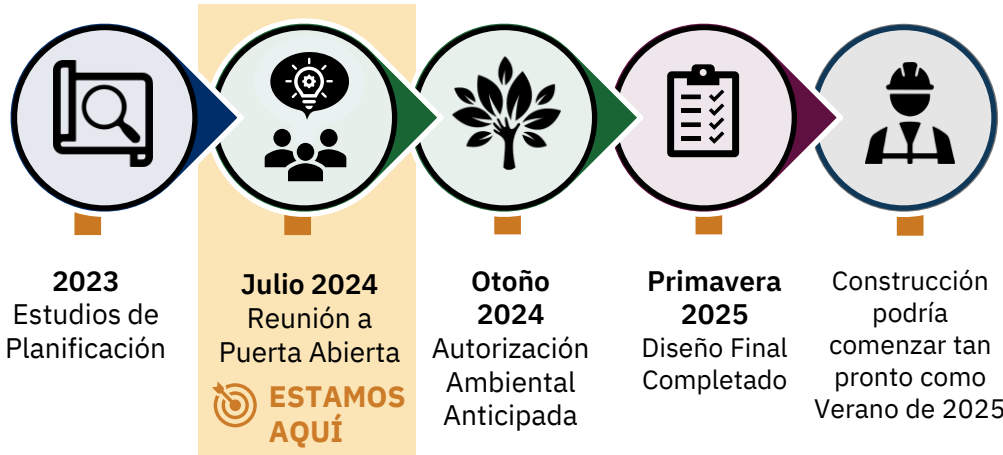 2023
Estudios de
Planificación
Julio 2024
Reunión a
Puerta Abierta
ESTAMOS
AQUÍ
Otoño
2024
Autorización
Ambiental
Anticipada
Primavera
2025
Diseño Final
Completado
Construcción
podría
comenzar tan
pronto como
Verano de 2025